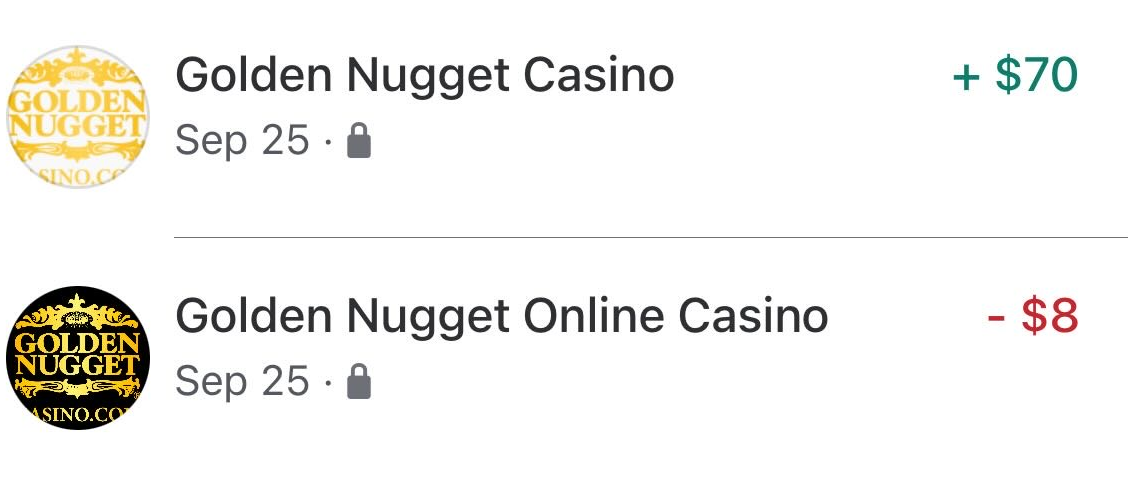 GOLDEN
NUGGET
SINO.CO
Golden Nugget Casino
+ $70
Sep 25 ·
GOLDEN
NUGGET
ASINO.CO
Golden Nugget Online Casino
- $8
Sep 25 ·